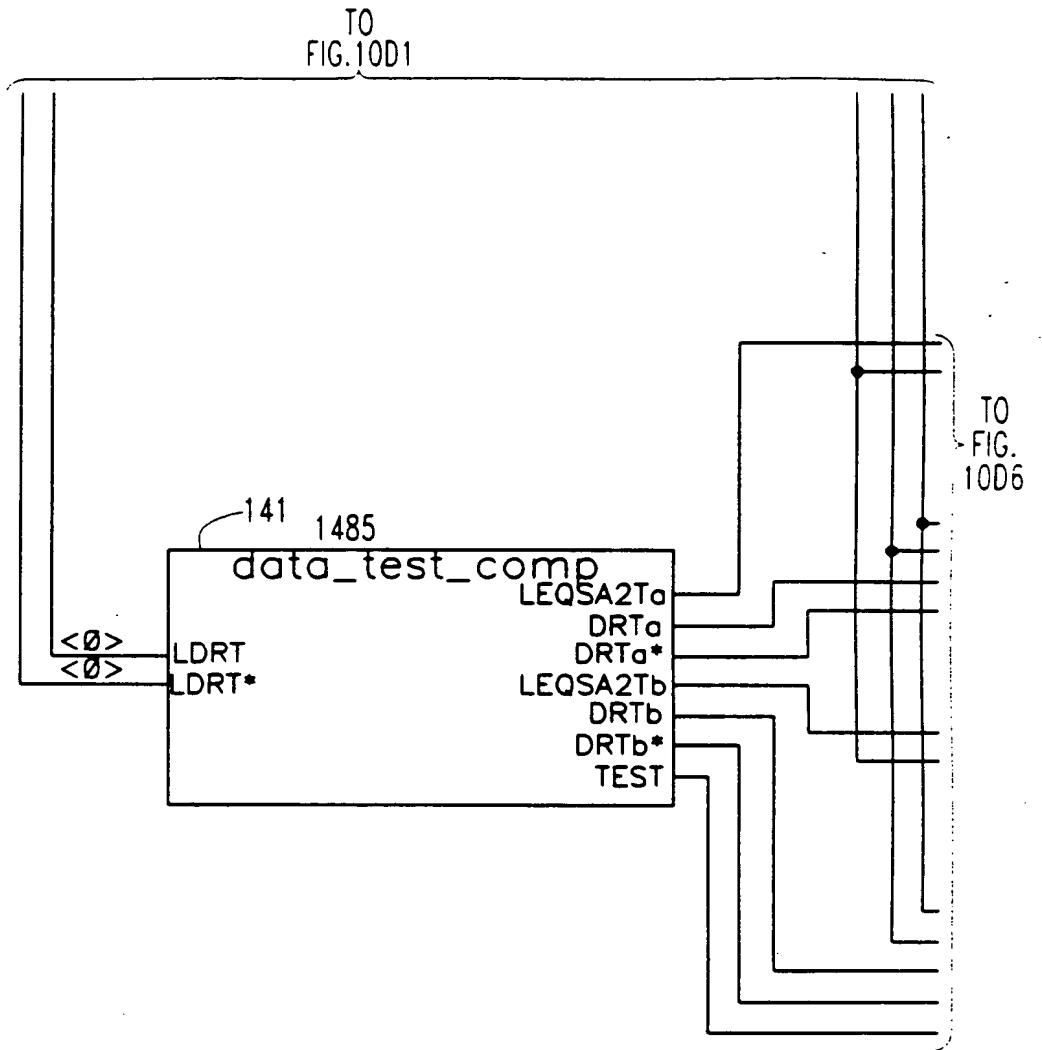 TO
FIG.10D1
TO
FIG.
10D6
141
1485
data_test_comp
LEQSA2Ta
DRTa
<Ø>
LDRT
DRTa*
<Ø>
LDRT*
LEQSA2Tb
DRTb
DRTb*
TEST